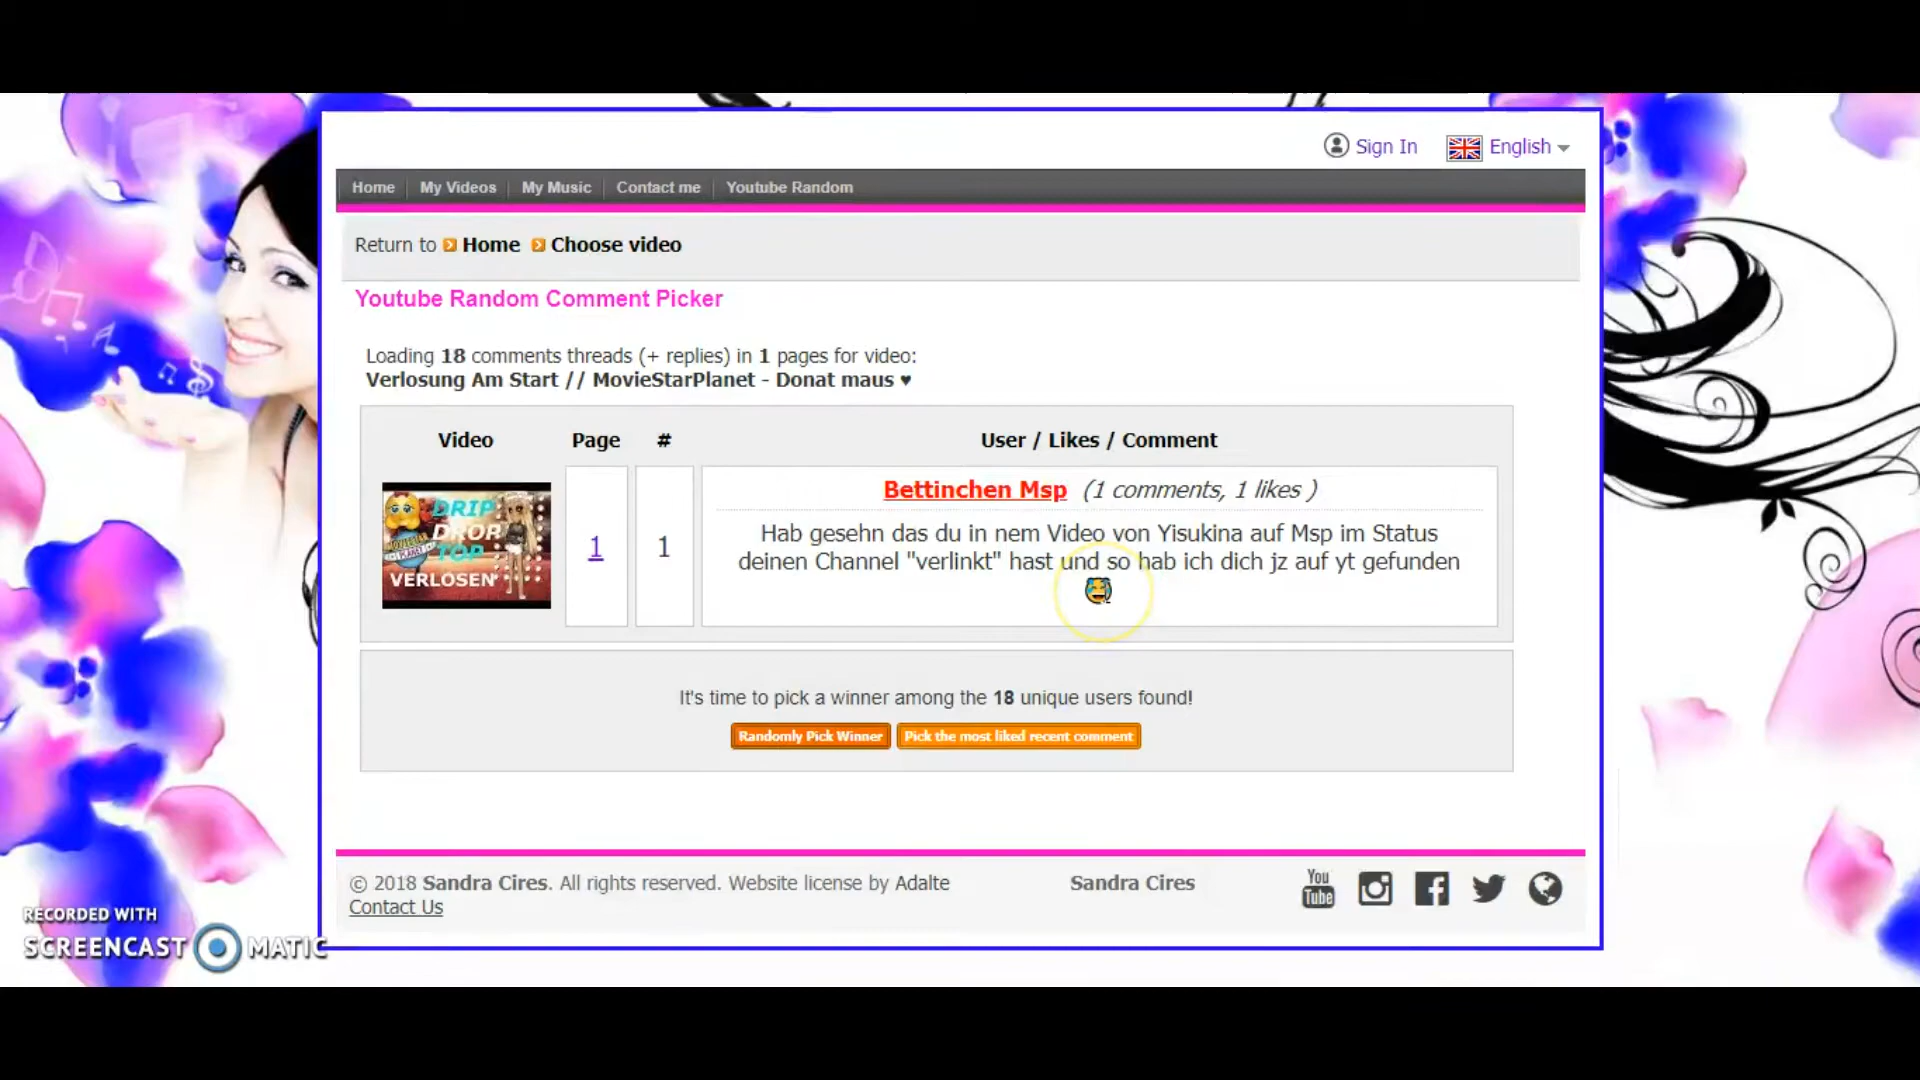 Sign In English
Home My Videos My Music Contact me Youtube Random
Return to Home Choose video
Youtube Random Comment Picker
Loading 18 comments threads (+ replies) in 1 pages for video:
Verlosung Am Start // MovieStarPlanet - Donat maus ♥
Video Page # User / Likes / Comment
DRIP
DROP
TOP
VERLOSEN
1 1
Bettinchen Msp (1 comments, 1 likes )
Hab gesehn das du in nem Video von Yisukina auf Msp im Status
deinen Channel "verlinkt" hast und so hab ich dich jz auf yt gefunden
It's time to pick a winner among the 18 unique users found!
Randomly Pick Winner Pick the most liked recent comment
© 2018 Sandra Cires. All rights reserved. Website license by Adalte
Contact Us
Sandra Cires
You
Tube
RECORDED WITH
SCREENCAST MATIC